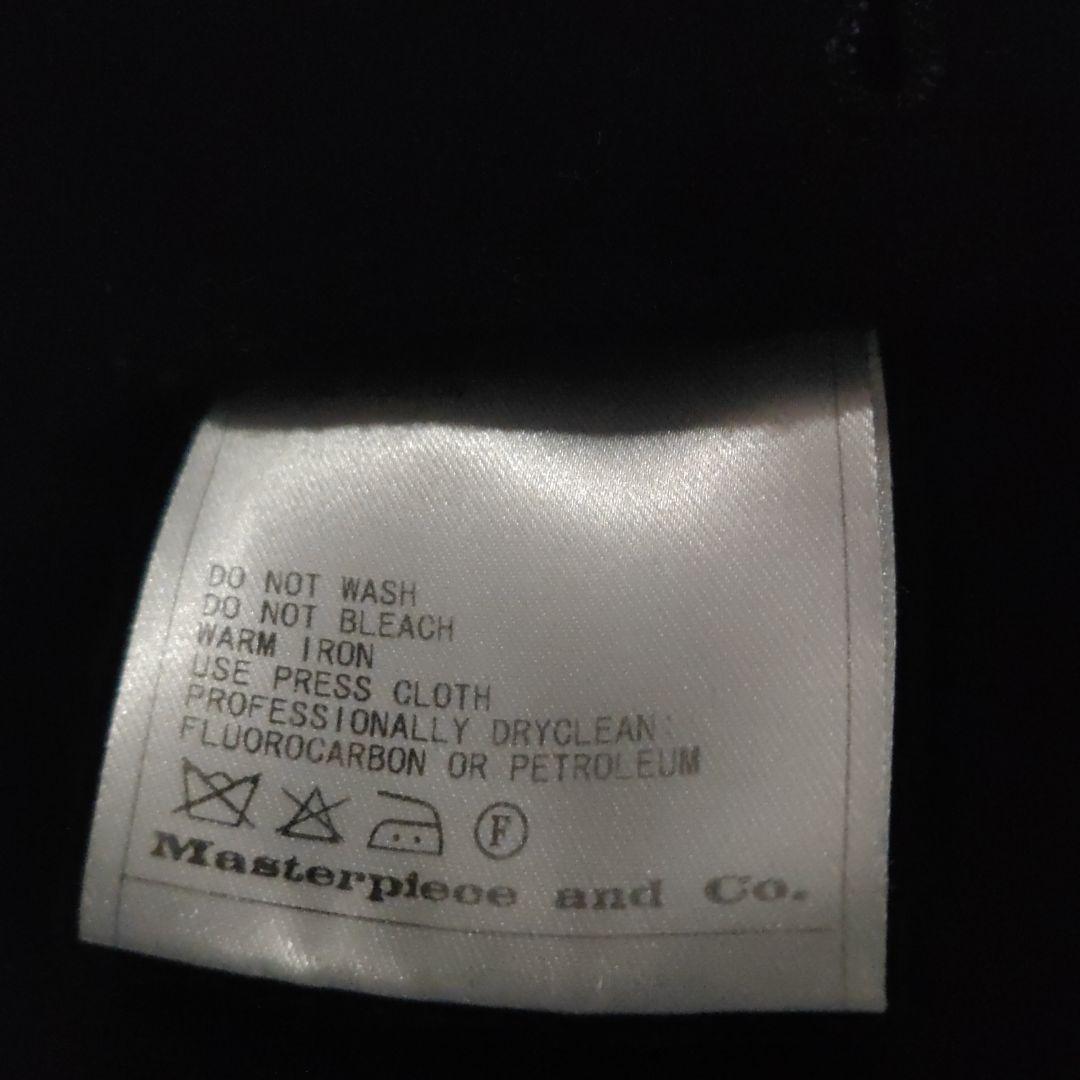 DO NOT WASH
DO NOT BLEACH
WARM IRON
USE PRESS CLOTH
PROFESSIONALLY DRYCLEAN
FLUOROCARBON OR PETROLEUM
F
Masterpiece and Co.